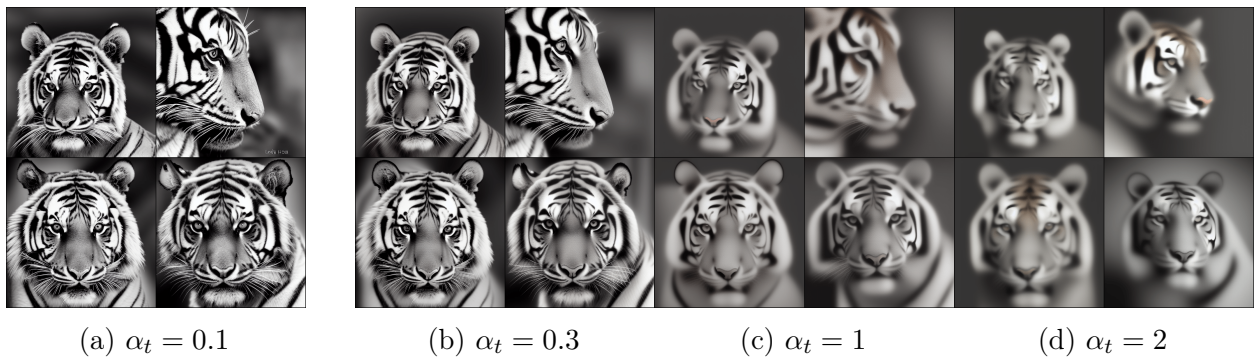 (a) αₜ = 0.1
(b) αₜ = 0.3
(c) αₜ = 1
(d) αₜ = 2